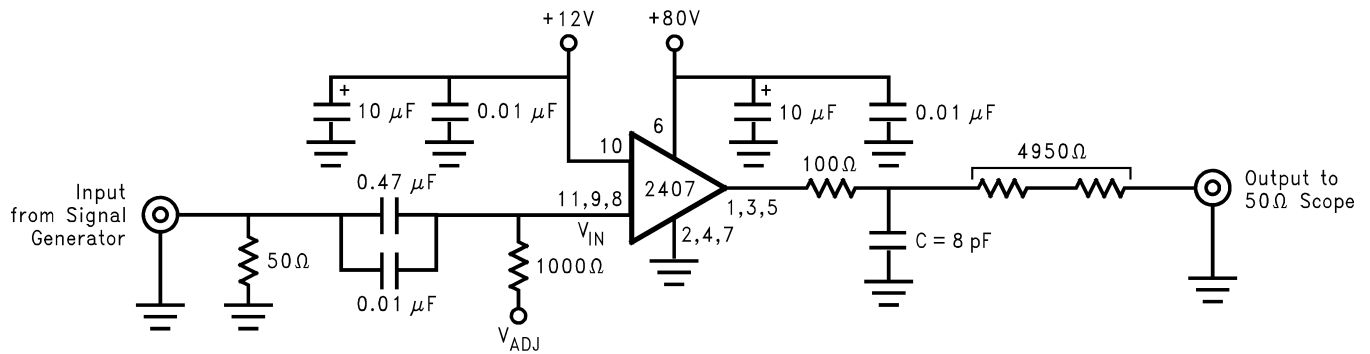 +12V
+80V
+
10 μF
0.01 μF
+
10 μF
0.01 μF
6
10
100Ω
4950Ω
Input
from Signal
Generator
0.47 μF
11,9,8
2407
1,3,5
Output to
50Ω Scope
V_IN
2,4,7
50Ω
1000Ω
C = 8 pF
0.01 μF
V_ADJ